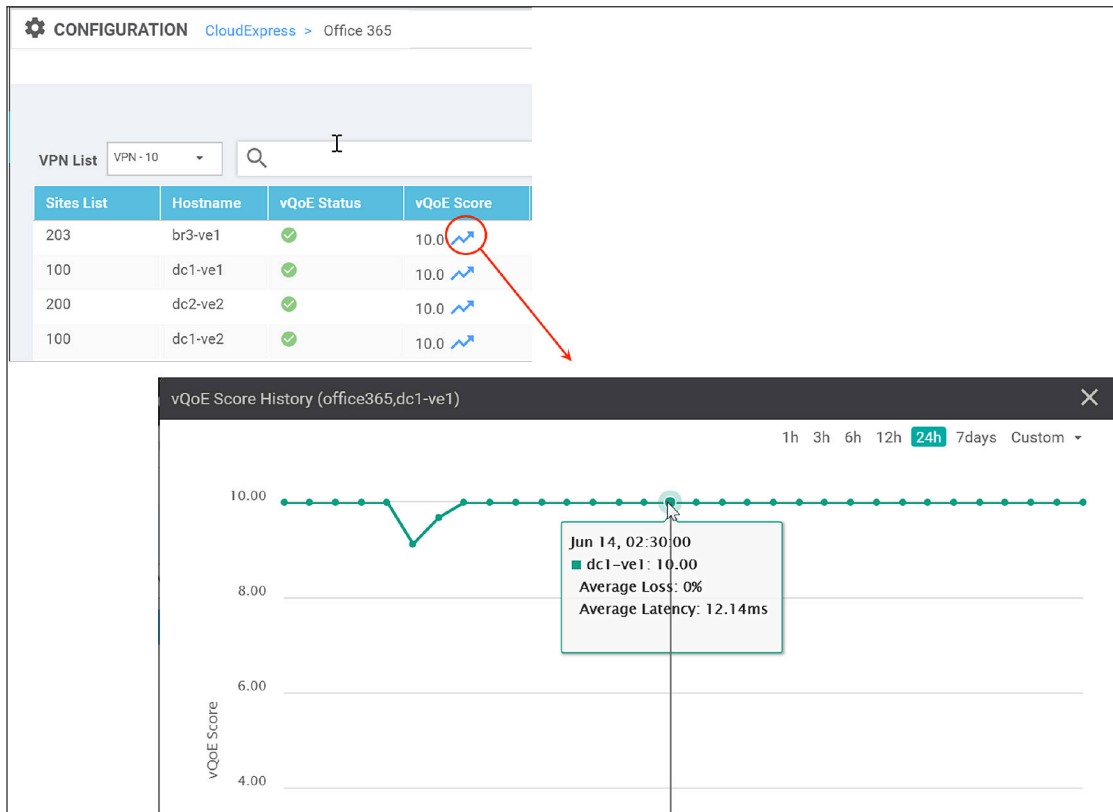 CONFIGURATION CloudExpress > Office 365
VPN List VPN - 10
Sites List Hostname vQoE Status vQoE Score
203 br3-ve1 10.0
100 dc1-ve1 10.0
200 dc2-ve2 10.0
100 dc1-ve2 10.0
vQoE Score History (office365,dc1-ve1)
1h 3h 6h 12h 24h 7days Custom
10.00
Jun 14, 02:30:00
dc1-ve1: 10.00
Average Loss: 0%
Average Latency: 12.14ms
8.00
6.00
4.00
vQoE Score